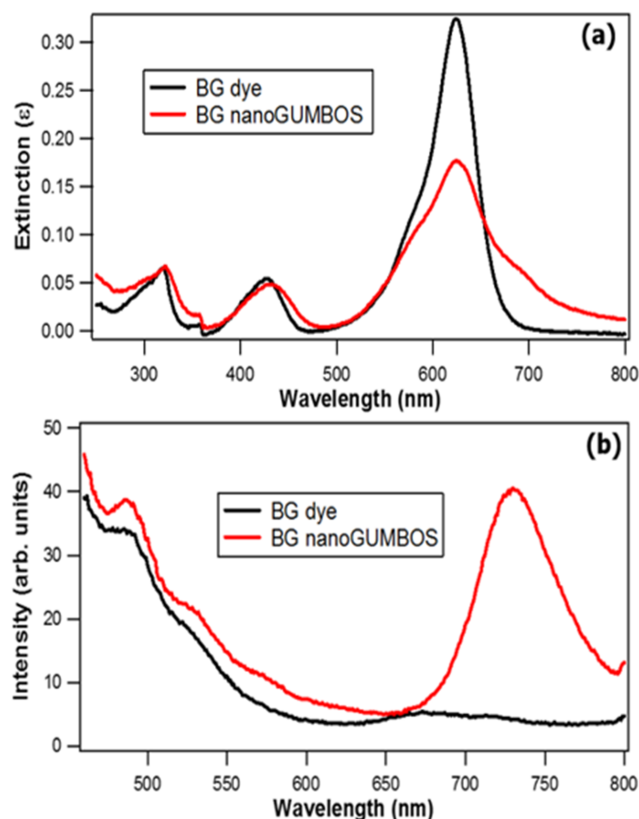 (a)
BG dye
BG nanoGUMBOS
Extinction (ε)
0.30
0.25
0.20
0.15
0.10
0.05
0.00
300 400 500 600 700 800
Wavelength (nm)
(b)
BG dye
BG nanoGUMBOS
Intensity (arb. units)
50
40
30
20
10
0
500 550 600 650 700 750 800
Wavelength (nm)